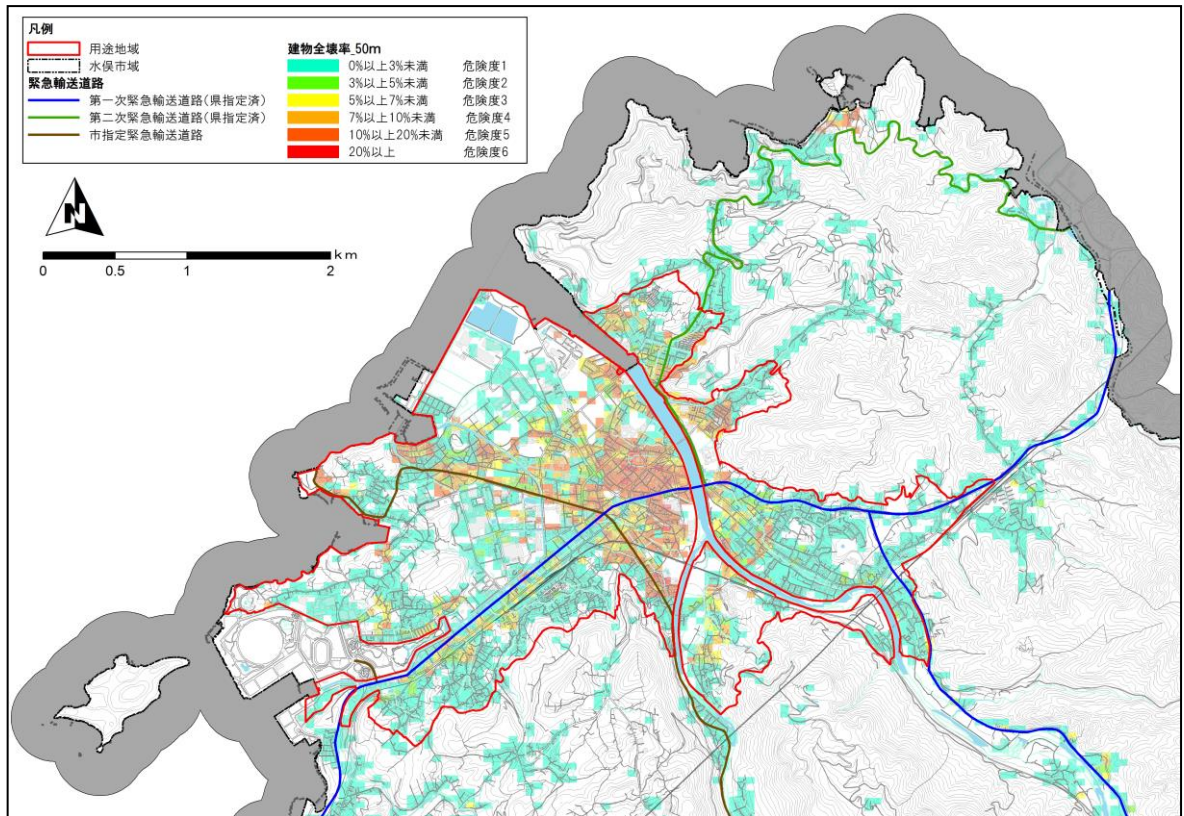 凡例
用途地域
水俣市域
緊急輸送道路
第一次緊急輸送道路(県指定済)
第二次緊急輸送道路(県指定済)
市指定緊急輸送道路
建物全壊率_50m
0%以上3%未満 危険度1
3%以上5%未満 危険度2
5%以上7%未満 危険度3
7%以上10%未満 危険度4
10%以上20%未満 危険度5
20%以上 危険度6
N
0 0.5 1 2 km